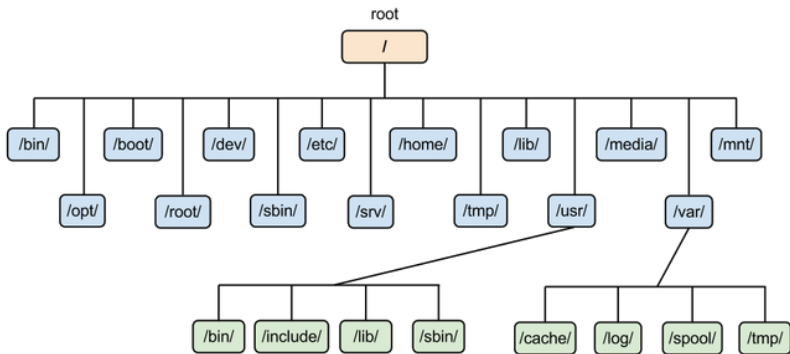 root
/
/bin/ /boot/ /dev/ /etc/ /home/ /lib/ /media/ /mnt/
/opt/ /root/ /sbin/ /srv/ /tmp/ /usr/ /var/
/bin/ /include/ /lib/ /sbin/ /cache/ /log/ /spool/ /tmp/